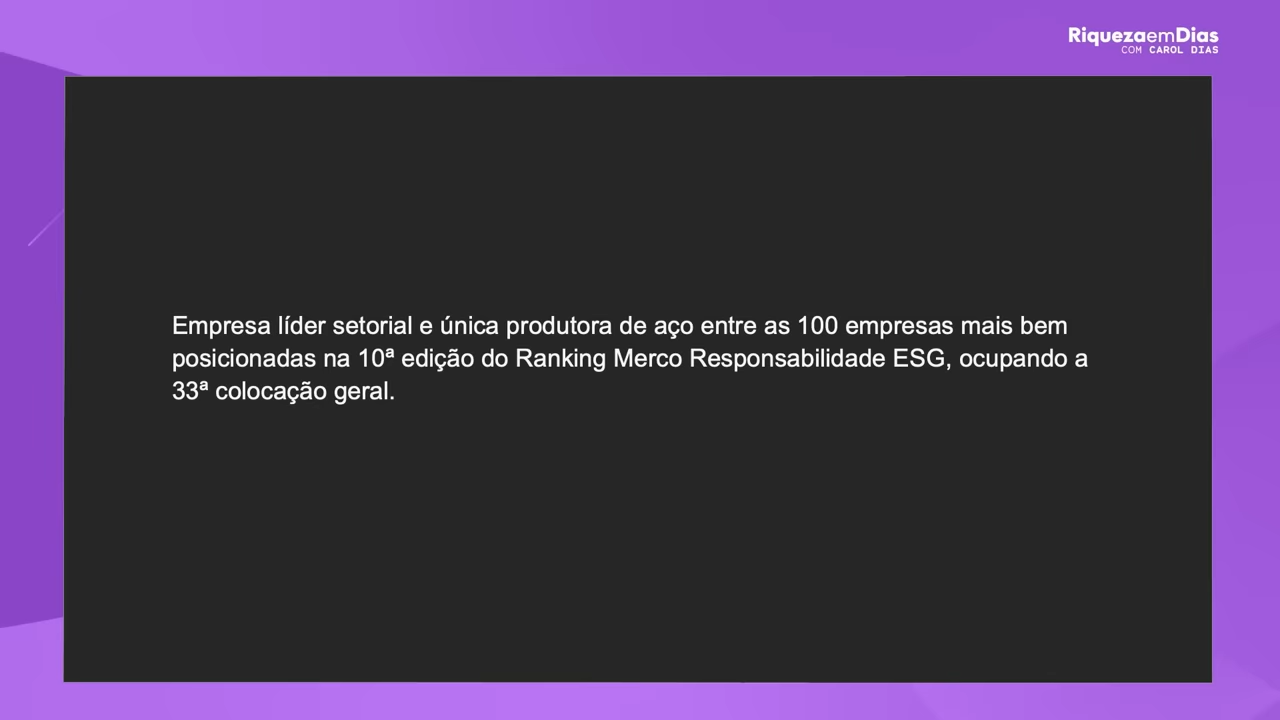 RiquezaemDias
COM CAROL DIAS
Empresa líder setorial e única produtora de aço entre as 100 empresas mais bem
posicionadas na 10ª edição do Ranking Merco Responsabilidade ESG, ocupando a
33ª colocação geral.